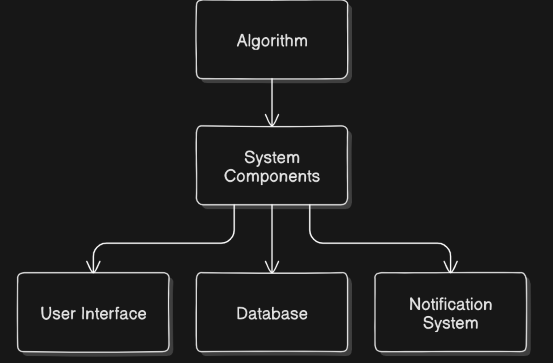 Algorithm
System
Components
User Interface
Database
Notification
System